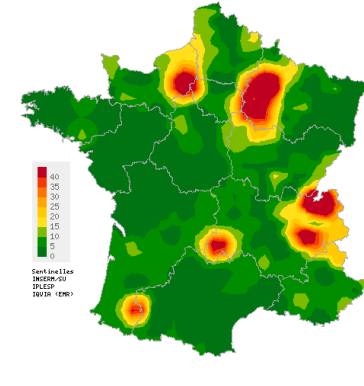 40
35
30
25
20
15
10
5
0
Sentinelles
INSERM/SU
IPLESP
IQVIA (EMR)